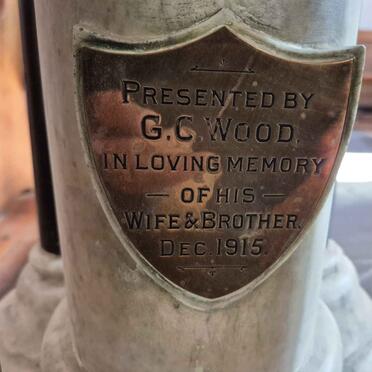 PRESENTED BY
G.C. WOOD.
IN LOVING MEMORY
— OF HIS —
WIFE & BROTHER.
DEC. 1915.